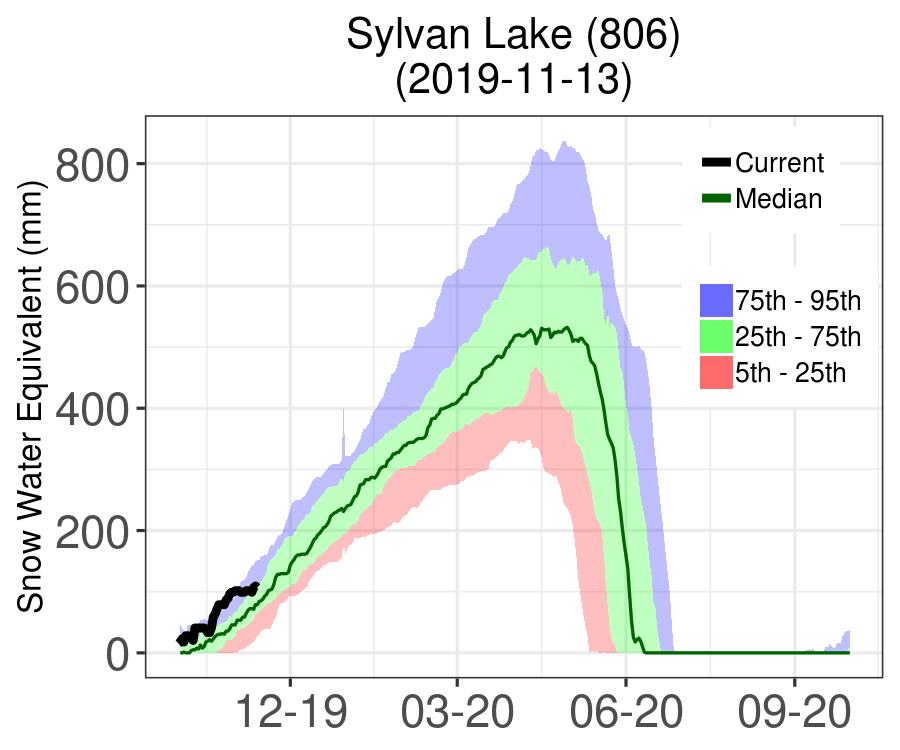 Sylvan Lake (806)
(2019-11-13)
Snow Water Equivalent (mm)
800
600
400
200
0
12-19
03-20
06-20
09-20
Current
Median
75th - 95th
25th - 75th
5th - 25th